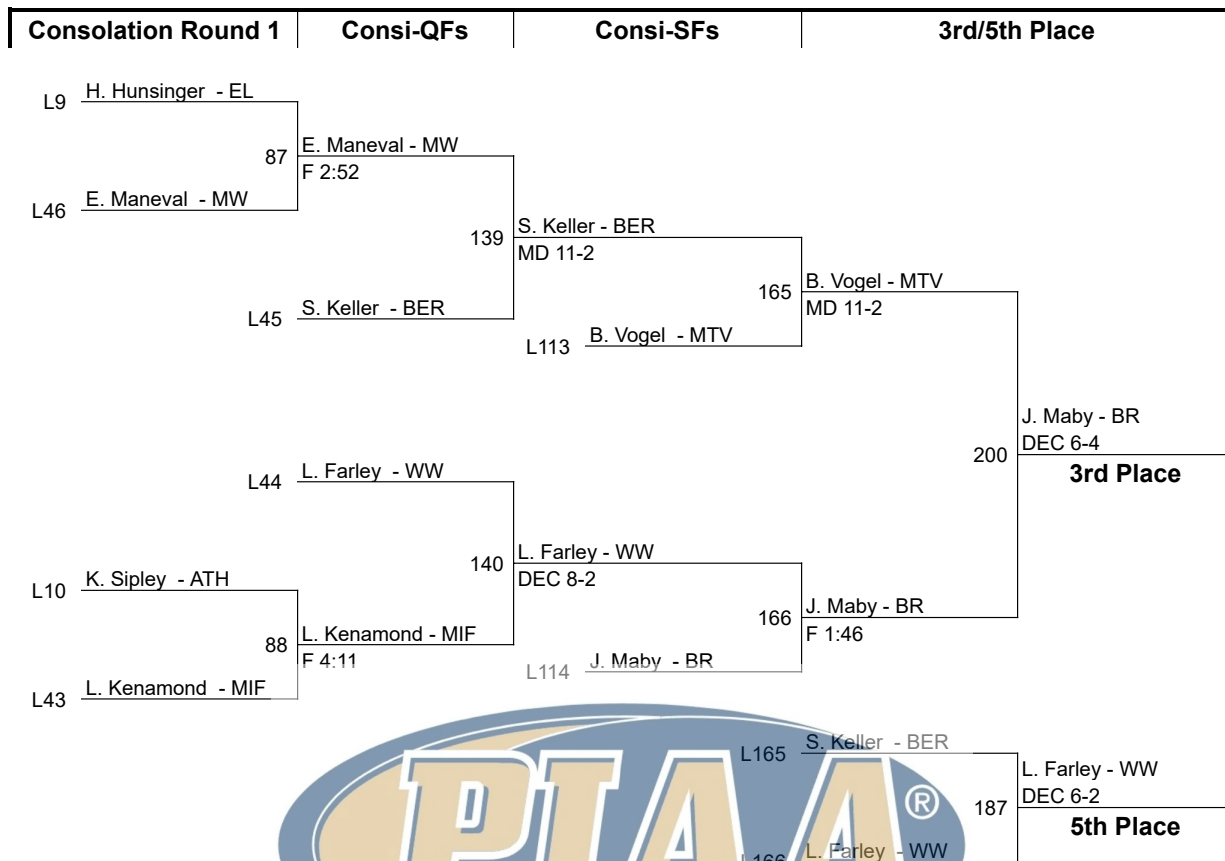 Consolation Round 1 Consi-QFs Consi-SFs 3rd/5th Place
L9 H. Hunsinger - EL
87 E. Maneval - MW
F 2:52
L46 E. Maneval - MW
139 S. Keller - BER
MD 11-2
L45 S. Keller - BER
165 B. Vogel - MTV
MD 11-2
L113 B. Vogel - MTV
J. Maby - BR
200 DEC 6-4
3rd Place
L44 L. Farley - WW
140 L. Farley - WW
DEC 8-2
L10 K. Sipley - ATH
166 J. Maby - BR
F 1:46
88 L. Kenamond - MIF
F 4:11
L114 J. Maby - BR
L43 L. Kenamond - MIF
L165 S. Keller - BER
L. Farley - WW
187 DEC 6-2
5th Place
L166 L. Farley - WW
PIAA ®